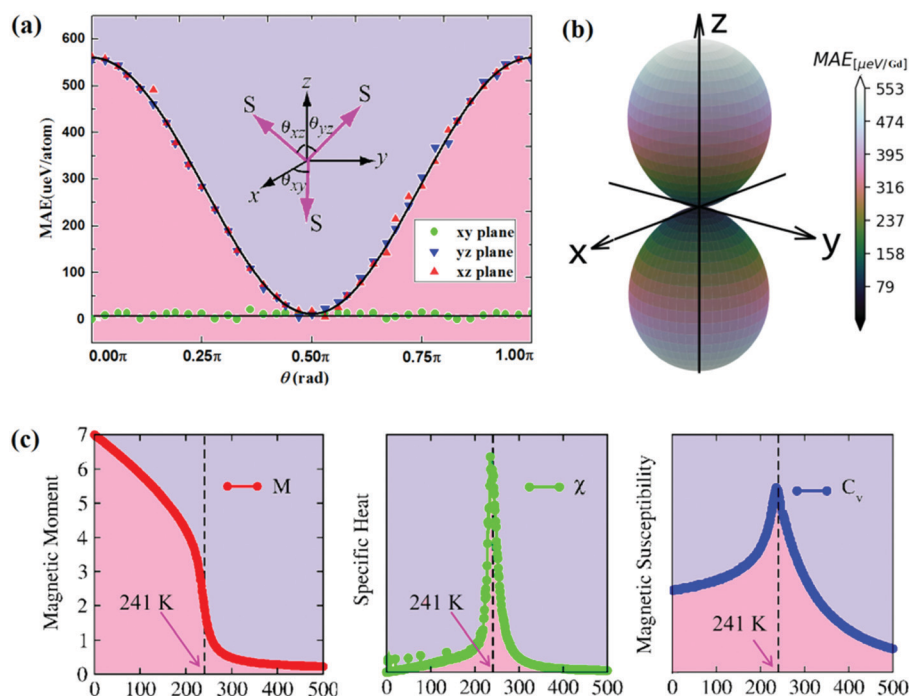 (a)
MAE(ueV/atom)
600
500
400
300
200
100
0
z
S
S
θxz
θyz
y
x
θxy
S
xy plane
yz plane
xz plane
0.00π 0.25π 0.50π 0.75π 1.00π
θ (rad)
(b)
z
x
y
MAE[μeV/Gd]
553
474
395
316
237
158
79
(c)
Magnetic Moment
7
6
5
4
3
2
1
0
M
241 K
0 100 200 300 400 500
Specific Heat
χ
241 K
0 100 200 300 400 500
Magnetic Susceptibility
Cv
241 K
0 100 200 300 400 500